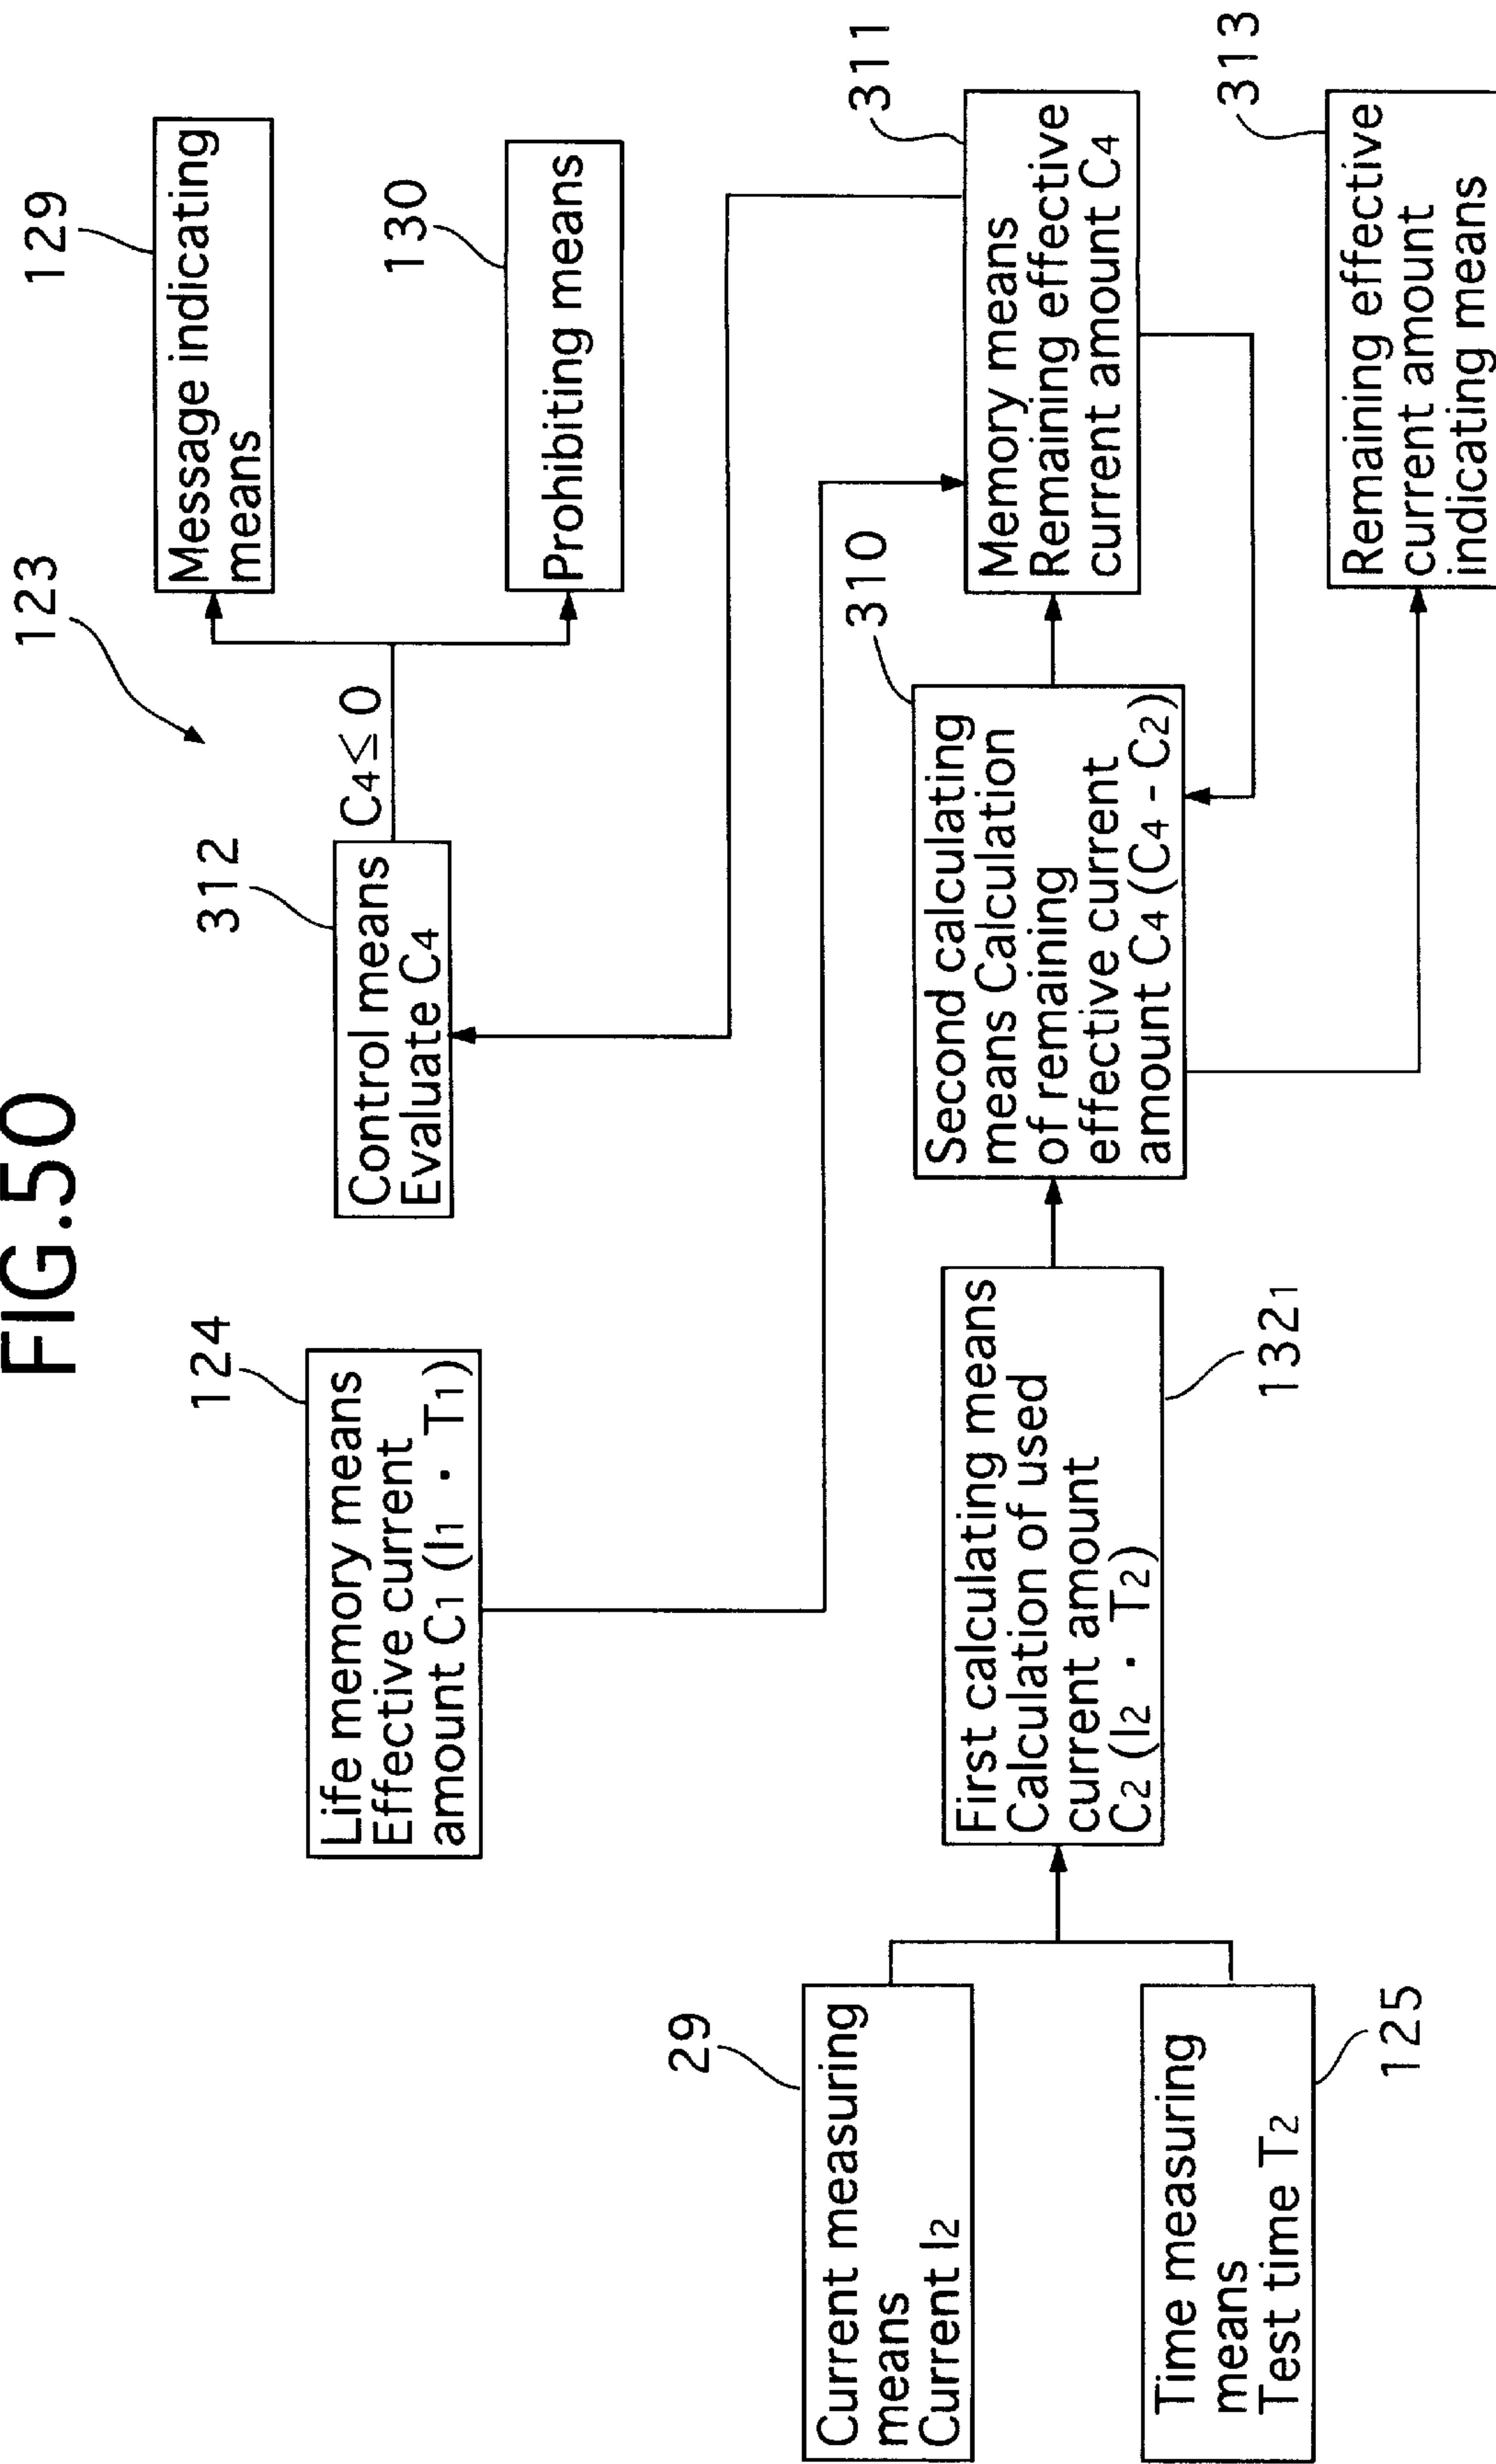 FIG.50
123
129
Message indicating
means
130
Prohibiting means
312
Control means
Evaluate C4
C4≤ 0
124
Life memory means
Effective current
amount C1 (I1 · T1)
311
Memory means
Remaining effective
current amount C4
310
Second calculating
means Calculation
of remaining
effective current
amount C4 (C4 - C2)
First calculating means
Calculation of used
current amount
C2 (I2 · T2)
1321
29
Current measuring
means
Current I2
Time measuring
means
Test time T2
125
313
Remaining effective
current amount
indicating means